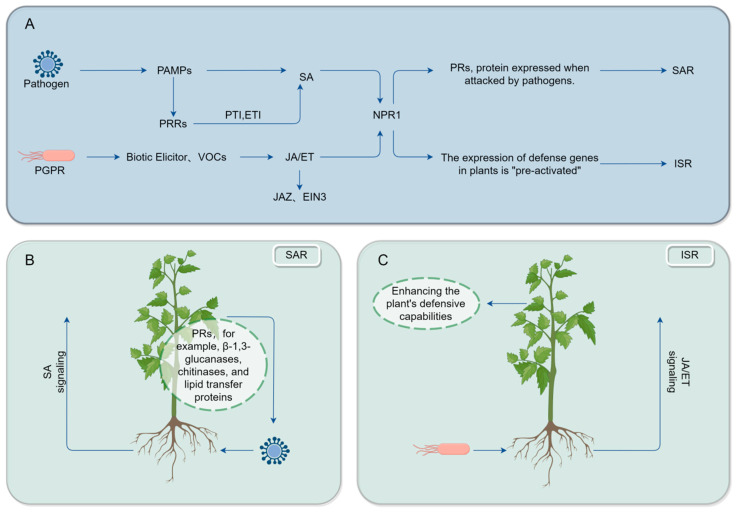 A
Pathogen
PAMPs
SA
PRs, protein expressed when
attacked by pathogens.
SAR
PRRs
PTI,ETI
NPR1
PGPR
Biotic Elicitor、VOCs
JA/ET
The expression of defense genes
in plants is "pre-activated"
ISR
JAZ、EIN3
B
SAR
SA
signaling
PRs, for
example, β-1,3-
glucanases,
chitinases, and
lipid transfer
proteins
C
ISR
Enhancing the
plant's defensive
capabilities
JA/ET
signaling